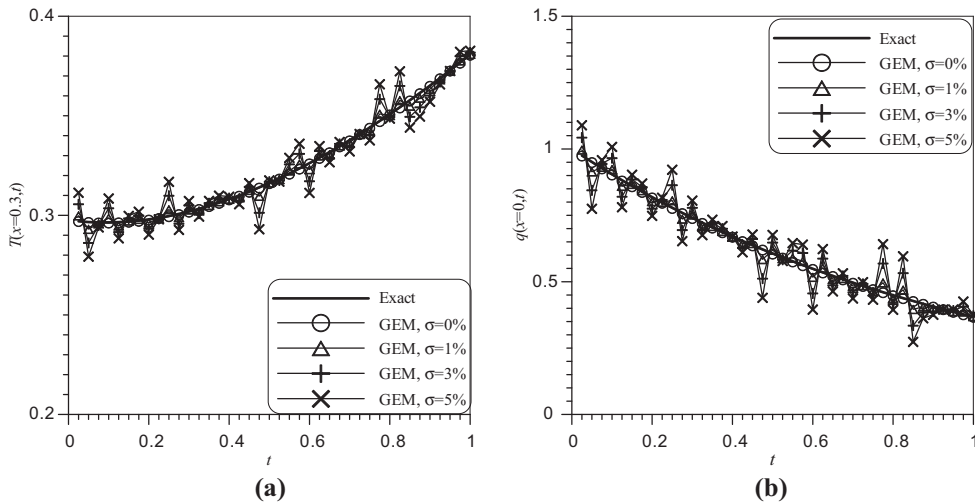 0.4
0.3
0.2
T(x=0.3,t)
Exact
GEM, σ=0%
GEM, σ=1%
GEM, σ=3%
GEM, σ=5%
0 0.2 0.4 0.6 0.8 1
t
(a)
1.5
1
0.5
0
q(x=0,t)
Exact
GEM, σ=0%
GEM, σ=1%
GEM, σ=3%
GEM, σ=5%
0 0.2 0.4 0.6 0.8 1
t
(b)